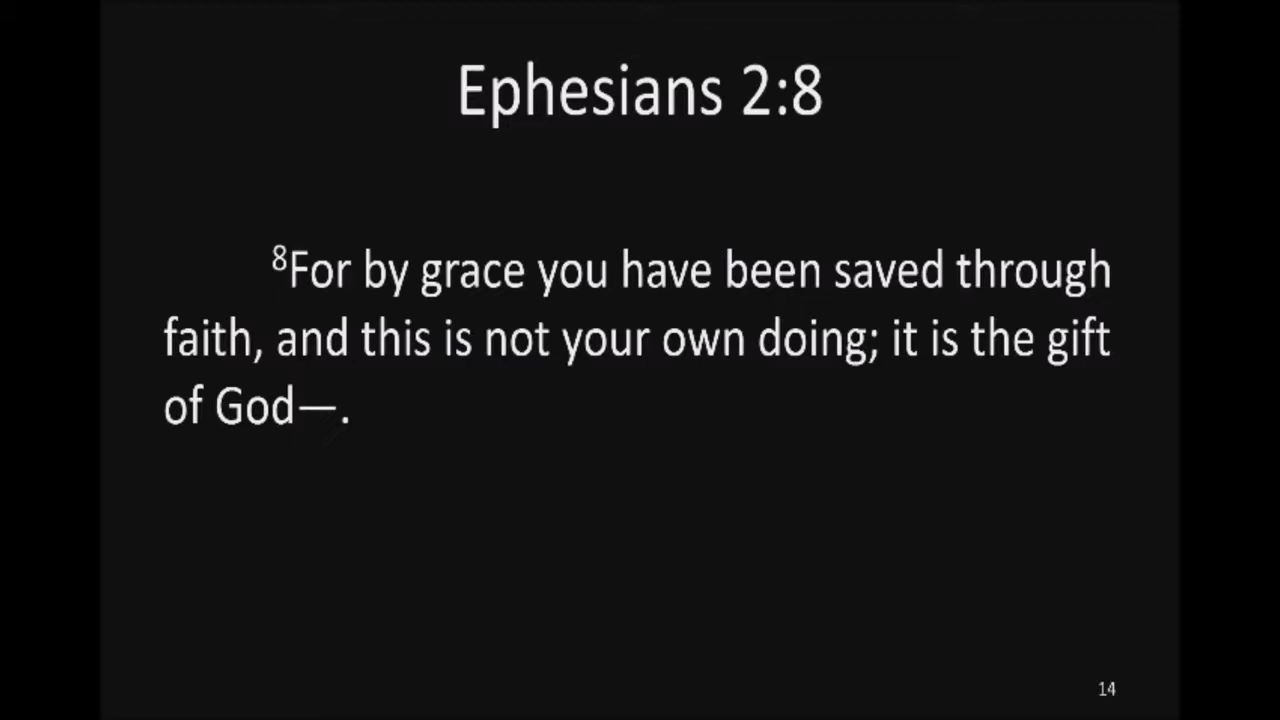 Ephesians 2:8
⁸For by grace you have been saved through
faith, and this is not your own doing; it is the gift
of God—.
14